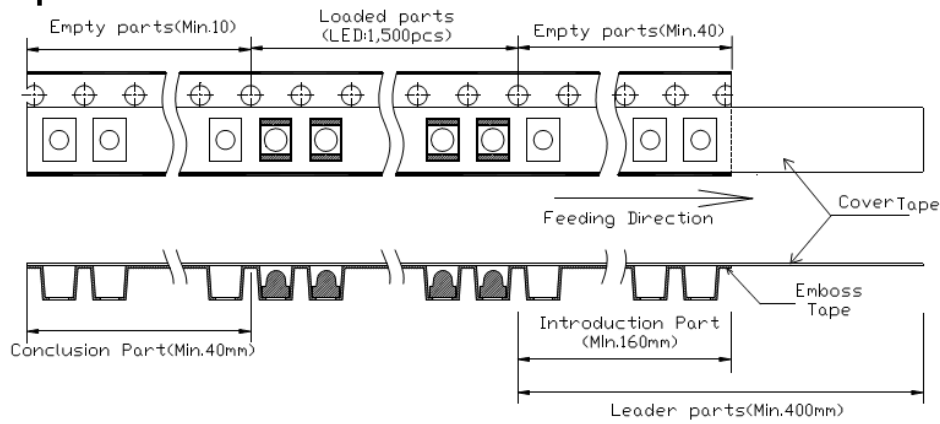 Empty parts(Min.10)
Loaded parts
(LED:1,500pcs)
Empty parts(Min.40)
Cover Tape
Feeding Direction
Emboss
Tape
Introduction Part
(MIn.160mm)
Conclusion Part(Min.40mm)
Leader parts(Min.400mm)